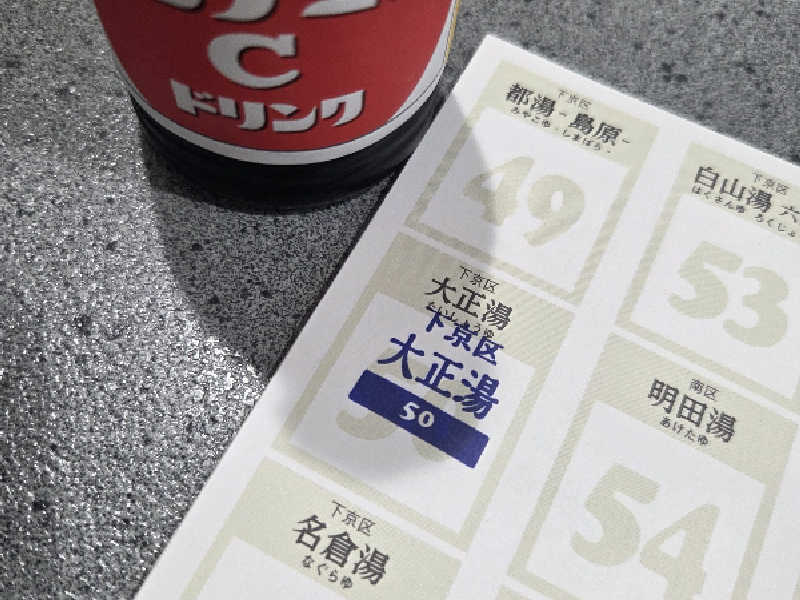 C
ドリンク
下京区
都湯-島原-
みやこゆ-しまばら-
49
下京区
白山湯 六
はくさんゆ ろくじょ
53
下京区
大正湯
下京区
大正湯
50
南区
明田湯
あけたゆ
54
下京区
名倉湯
なぐらゆ